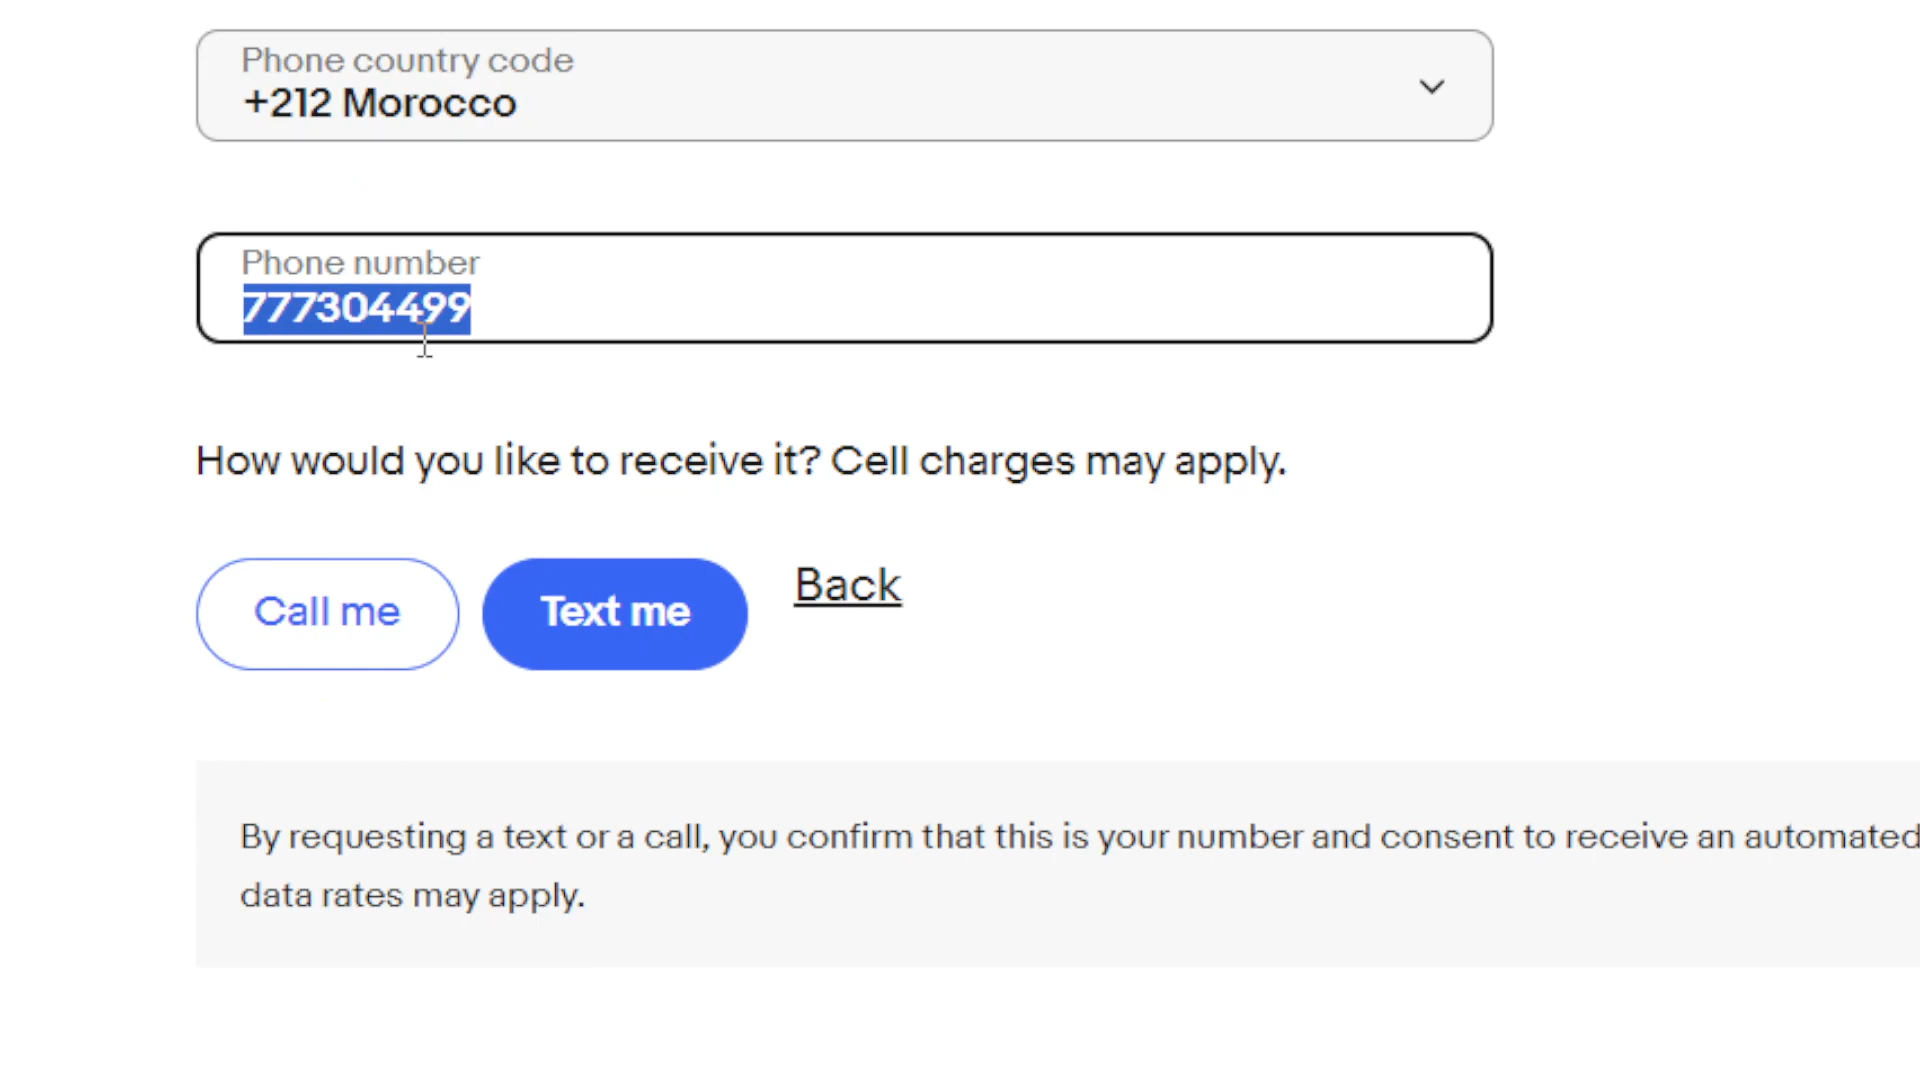 Phone country code
+212 Morocco
Phone number
777304499
How would you like to receive it? Cell charges may apply.
Call me
Text me
Back
By requesting a text or a call, you confirm that this is your number and consent to receive an automated
data rates may apply.